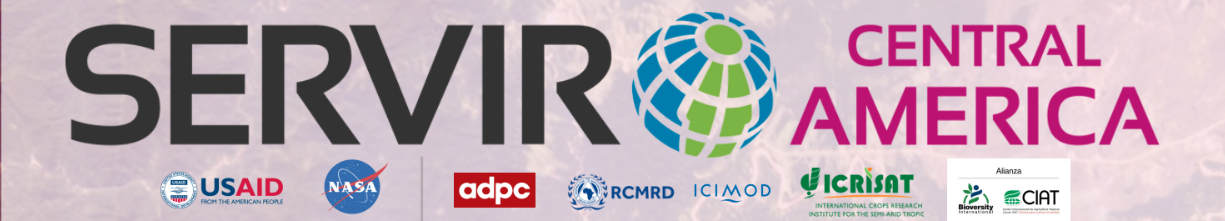 SERVIR
CENTRAL
AMERICA
USAID
USAID
FROM THE AMERICAN PEOPLE
NASA
adpc
RCMRD
ICIMOD
ICRISAT
INTERNATIONAL CROPS RESEARCH
INSTITUTE FOR THE SEMI-ARID TROPIC
Alianza
Bioversity
International
CIAT